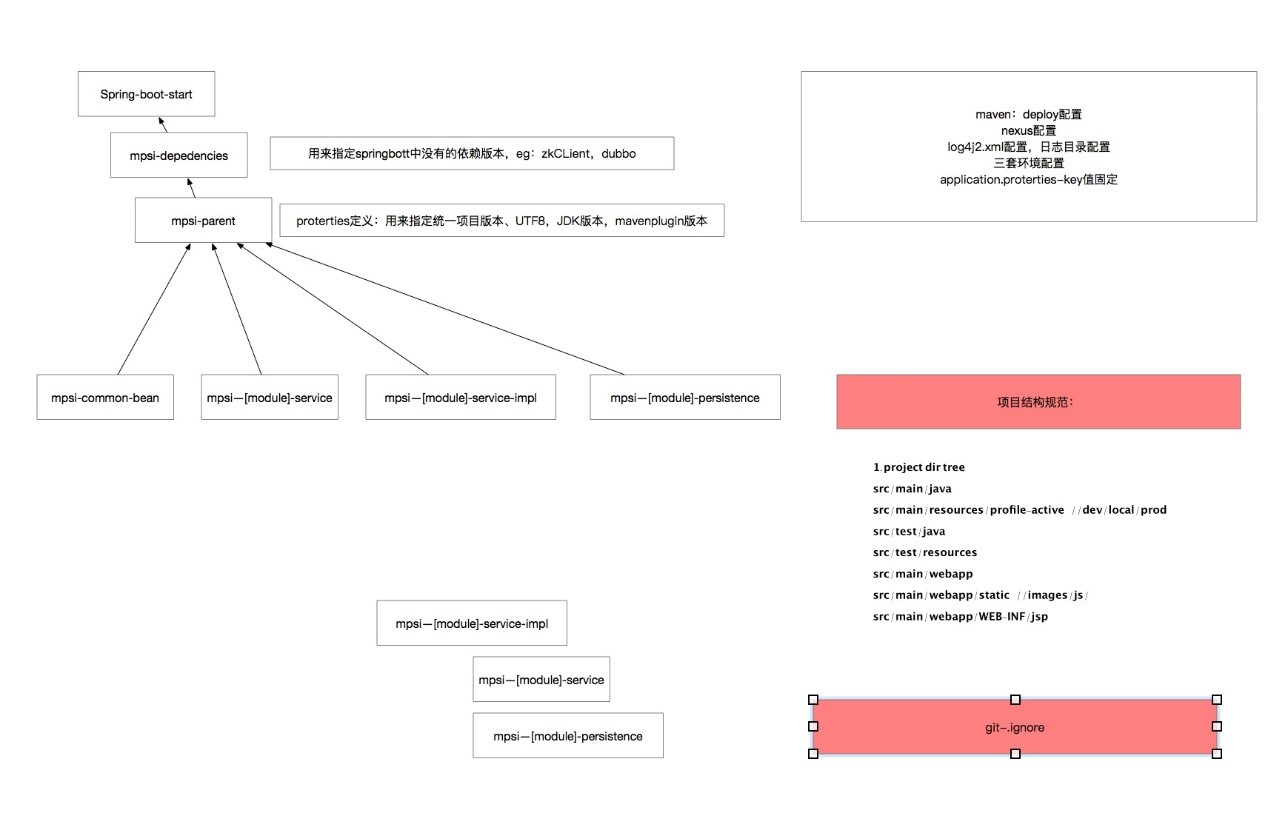 Spring-boot-start
mpsi-depedencies
用来指定springbott中没有的依赖版本，eg：zkCLient，dubbo
mpsi-parent
proterties定义：用来指定统一项目版本、UTF8，JDK版本，mavenplugin版本
maven：deploy配置
nexus配置
log4j2.xml配置，日志目录配置
三套环境配置
application.proterties-key值固定
mpsi-common-bean
mpsi—[module]-service
mpsi—[module]-service-impl
mpsi—[module]-persistence
项目结构规范：
1.project dir tree
src/main/java
src/main/resources/profile-active //dev/local/prod
src/test/java
src/test/resources
src/main/webapp
src/main/webapp/static //images/js/
src/main/webapp/WEB-INF/jsp
mpsi—[module]-service-impl
mpsi—[module]-service
mpsi—[module]-persistence
git-.ignore